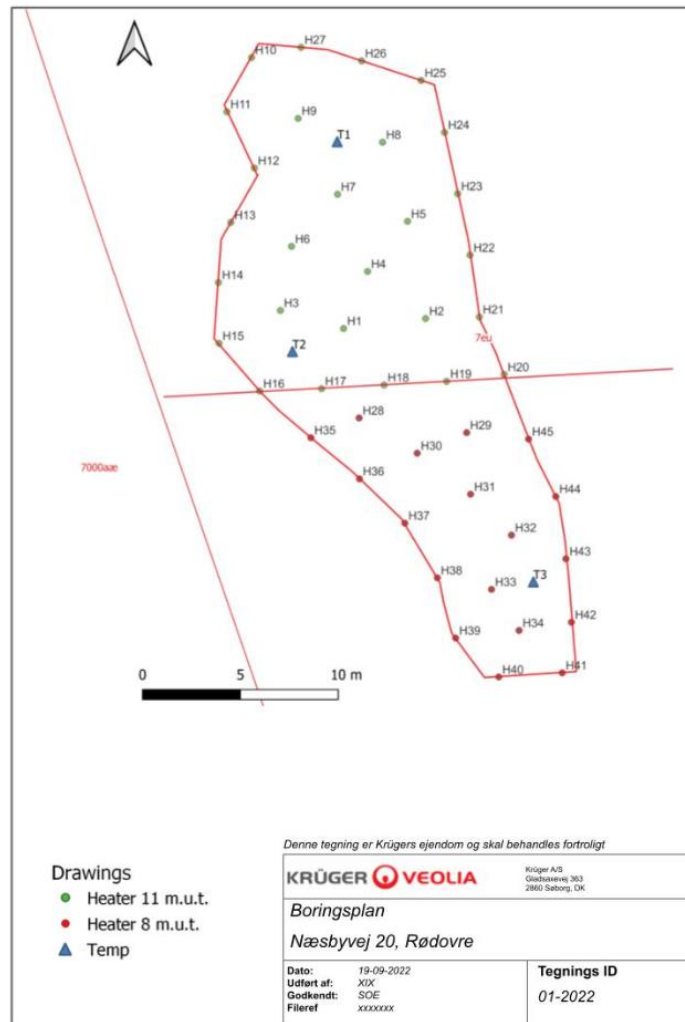 H27
H10
H26
H25
H11
H9
H24
T1
H8
H12
H7
H23
H13
H5
H6
H22
H4
H14
H3
H2
H21
H1
7eu
H15
T2
H20
H19
H18
H17
H16
H28
H29
H45
H35
H30
7000aæ
H36
H31
H44
H37
H32
H43
H38
T3
H33
H42
H34
H39
H41
H40
0 5 10 m
Denne tegning er Krügers ejendom og skal behandles fortroligt
Drawings
Heater 11 m.u.t.
Heater 8 m.u.t.
Temp
KRÜGER VEOLIA
Krüger A/S
Gladsaxevej 363
2860 Søborg, DK
Boringsplan
Næsbyvej 20, Rødovre
Dato: 19-09-2022
Udført af: XIX
Godkendt: SOE
Fileref xxxxxxx
Tegnings ID
01-2022